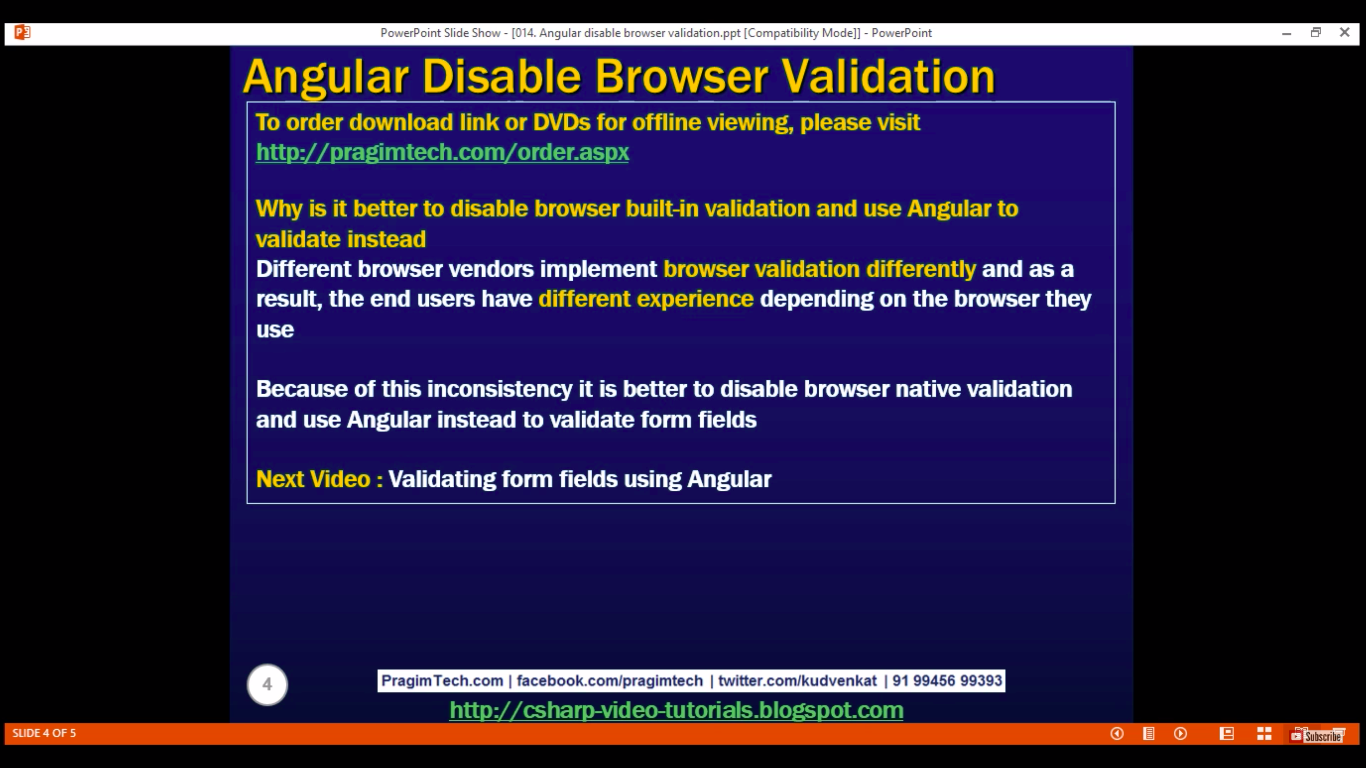 PowerPoint Slide Show - [014. Angular disable browser validation.ppt [Compatibility Mode]] - PowerPoint
Angular Disable Browser Validation
To order download link or DVDs for offline viewing, please visit
http://pragimtech.com/order.aspx
Why is it better to disable browser built-in validation and use Angular to
validate instead
Different browser vendors implement browser validation differently and as a
result, the end users have different experience depending on the browser they
use
Because of this inconsistency it is better to disable browser native validation
and use Angular instead to validate form fields
Next Video : Validating form fields using Angular
4
PragimTech.com | facebook.com/pragimtech | twitter.com/kudvenkat | 91 99456 99393
http://csharp-video-tutorials.blogspot.com
SLIDE 4 OF 5
Subscribe